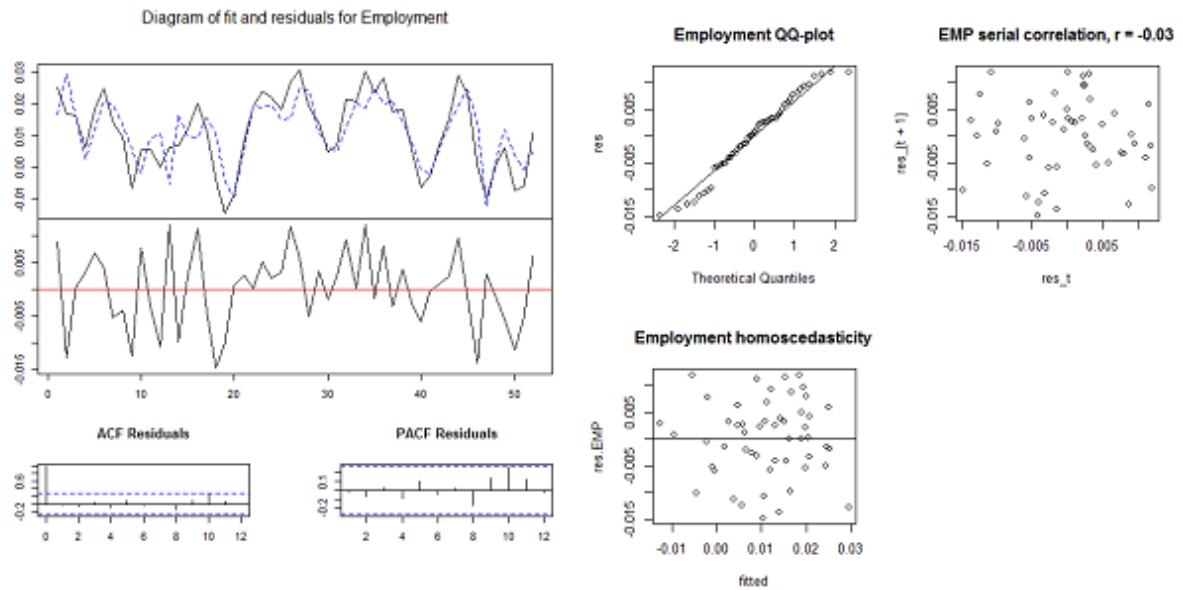 Diagram of fit and residuals for Employment
0.03
0.02
0.01
0.00
-0.01
0.005
-0.005
-0.015
0 10 20 30 40 50
ACF Residuals
0.6
-0.2
0 2 4 6 8 10 12
PACF Residuals
0.1
-0.2
2 4 6 8 10 12
Employment QQ-plot
res
0.005
-0.005
-0.015
-2 -1 0 1 2
Theoretical Quantiles
EMP serial correlation, r = -0.03
res_[t + 1]
0.005
-0.005
-0.015
-0.015 -0.005 0.005
res_t
Employment homoscedasticity
res.EMP
0.005
-0.005
-0.015
-0.01 0.00 0.01 0.02 0.03
fitted